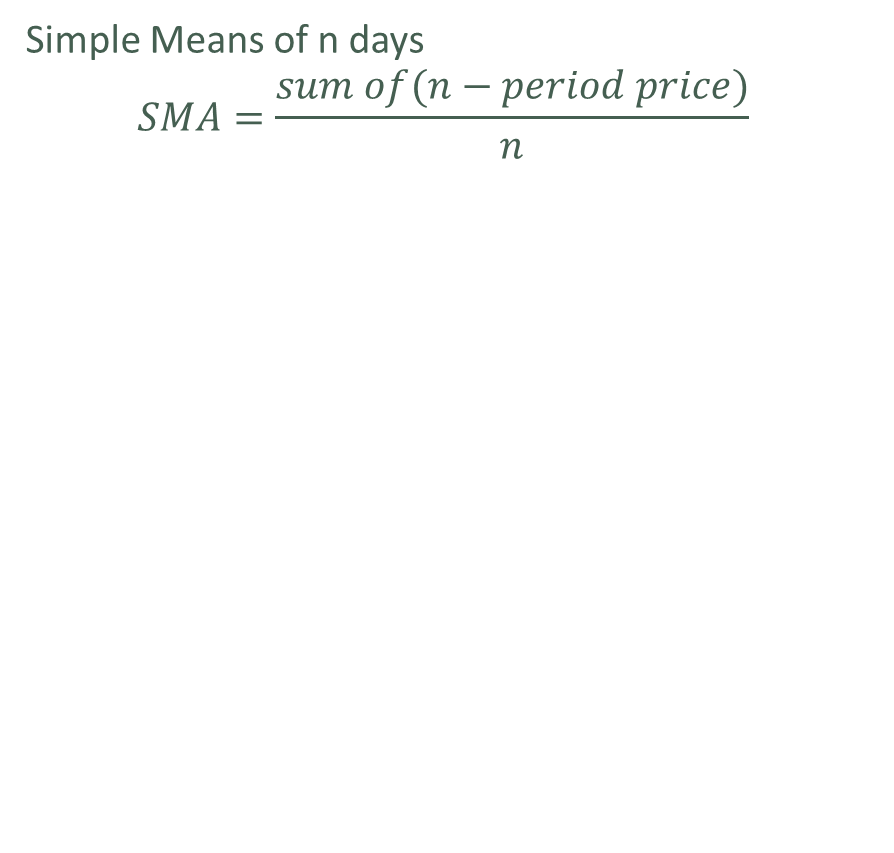 Simple Means of n days
SMA = sum of (n − period price) / n